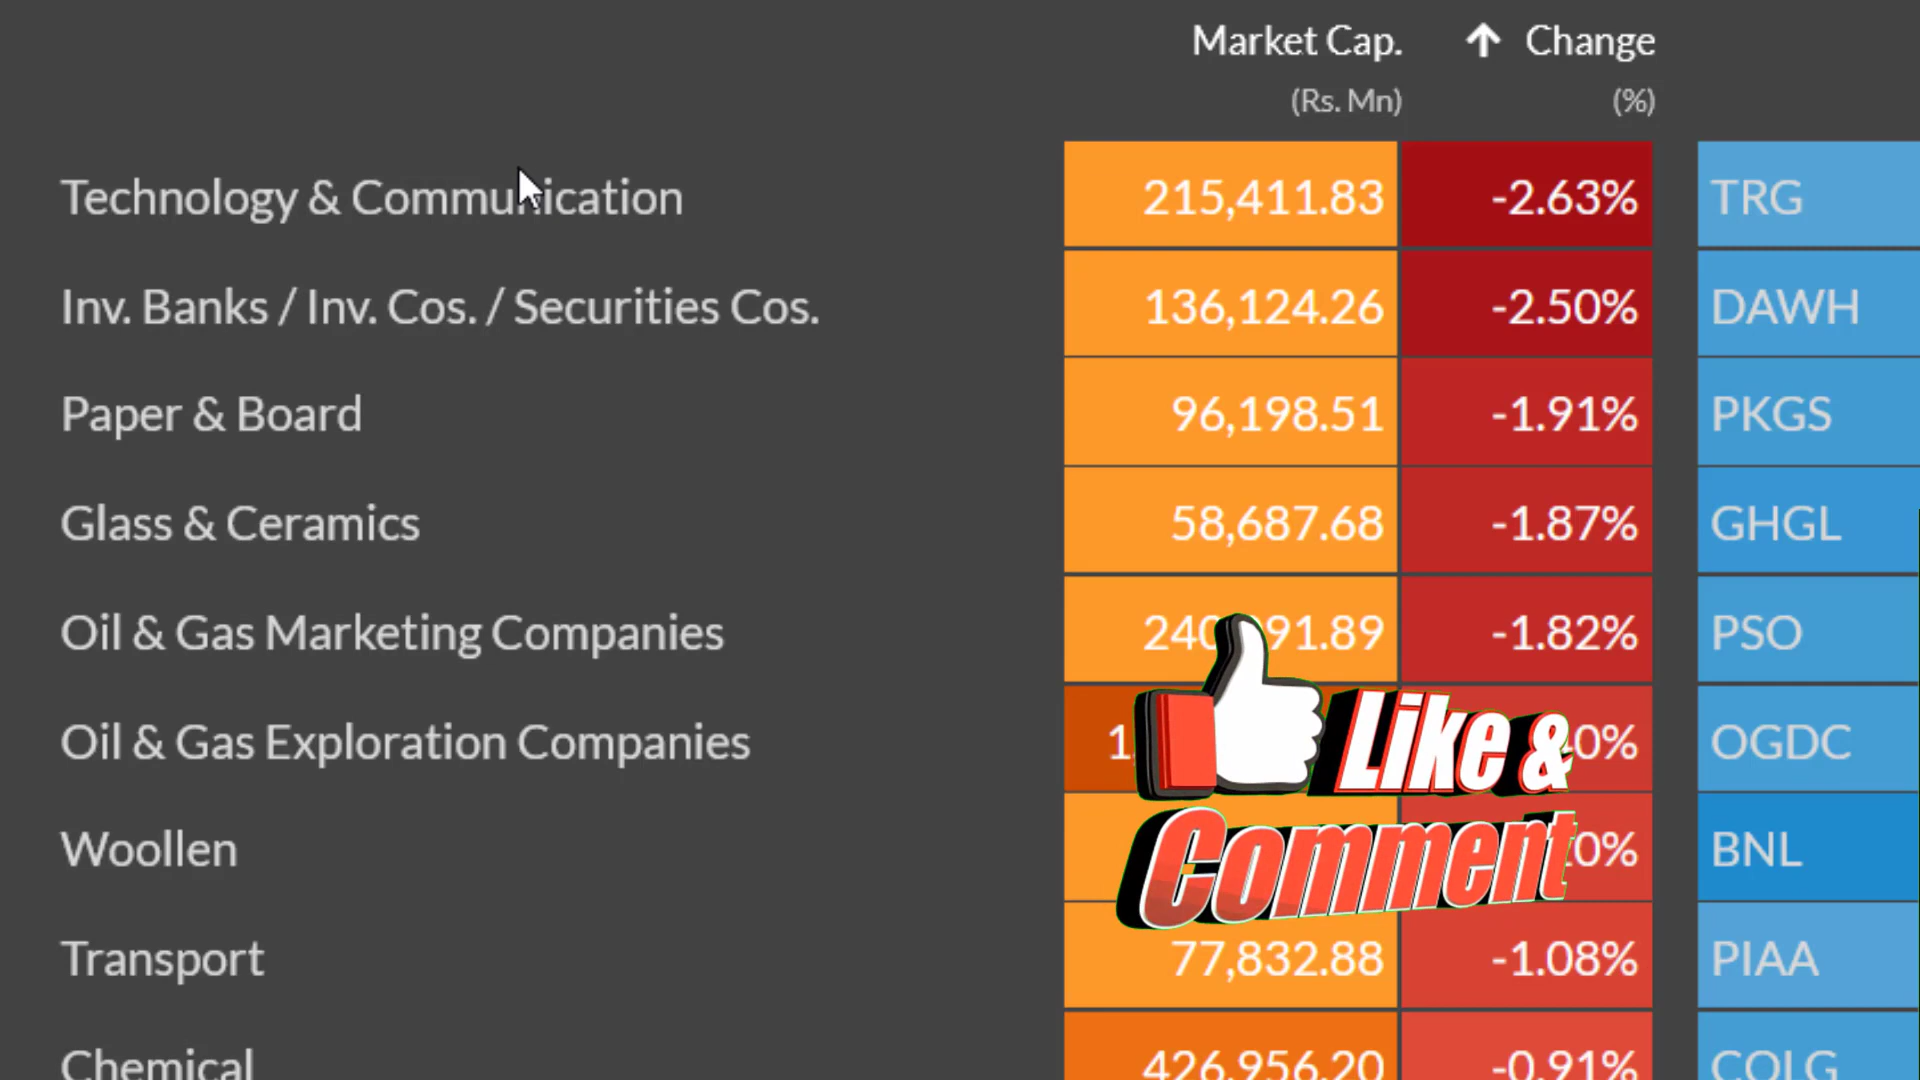 Market Cap. ↑ Change
(Rs. Mn) (%)
Technology & Communication 215,411.83 -2.63% TRG
Inv. Banks / Inv. Cos. / Securities Cos. 136,124.26 -2.50% DAWH
Paper & Board 96,198.51 -1.91% PKGS
Glass & Ceramics 58,687.68 -1.87% GHGL
Oil & Gas Marketing Companies -1.82% PSO
Oil & Gas Exploration Companies OGDC
Woollen BNL
Transport 77,832.88 -1.08% PIAA
Chemical 426,956.20 -0.91% COLG
Like &
Comment